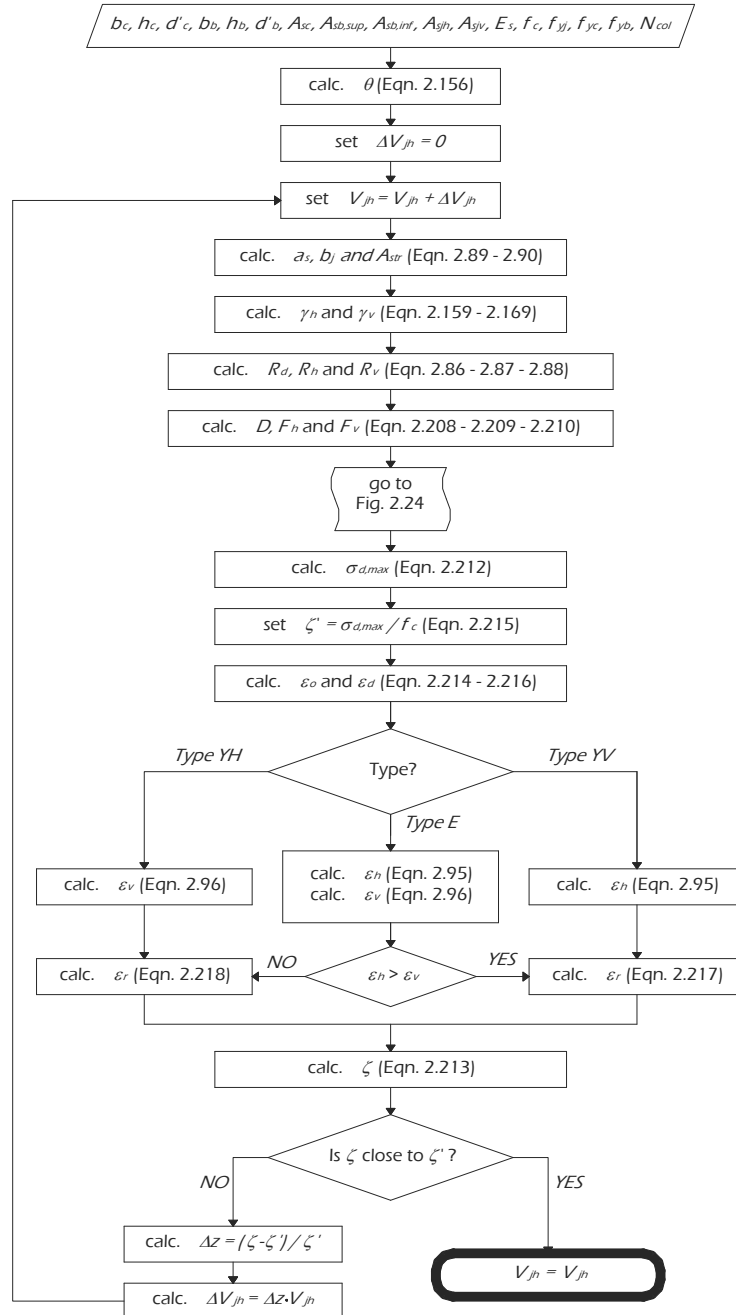 bc, hc, d'c, bb, hb, d'b, Asc, Asb,sup, Asb,inf, Asjh, Asjv, Es, fc, fyj, fyc, fyb, Ncol
calc. θ (Eqn. 2.156)
set ΔVjh = 0
set Vjh = Vjh + ΔVjh
calc. as, bj and Astr (Eqn. 2.89 - 2.90)
calc. γh and γv (Eqn. 2.159 - 2.169)
calc. Rd, Rh and Rv (Eqn. 2.86 - 2.87 - 2.88)
calc. D, Fh and Fv (Eqn. 2.208 - 2.209 - 2.210)
go to
Fig. 2.24
calc. σd,max (Eqn. 2.212)
set ζ' = σd,max / fc (Eqn. 2.215)
calc. εo and εd (Eqn. 2.214 - 2.216)
Type YH
Type?
Type YV
Type E
calc. εv (Eqn. 2.96)
calc. εh (Eqn. 2.95)
calc. εv (Eqn. 2.96)
calc. εh (Eqn. 2.95)
calc. εr (Eqn. 2.218)
NO
εh > εv
YES
calc. εr (Eqn. 2.217)
calc. ζ (Eqn. 2.213)
Is ζ close to ζ' ?
NO
YES
calc. Δz = (ζ-ζ') / ζ'
Vjh = Vjh
calc. ΔVjh = Δz·Vjh